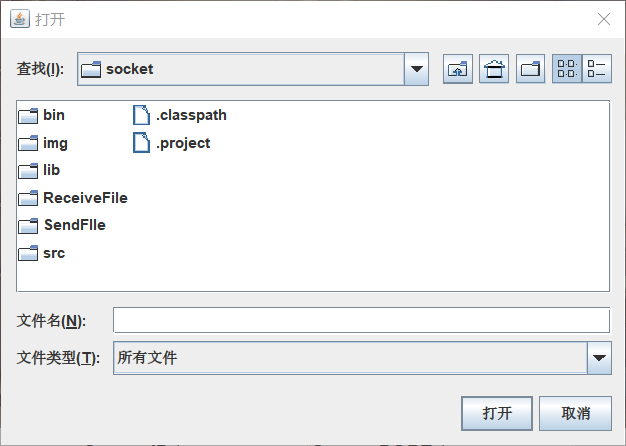 打开
查找(I): socket
bin .classpath
img .project
lib
ReceiveFile
SendFIle
src
文件名(N):
文件类型(T): 所有文件
打开 取消